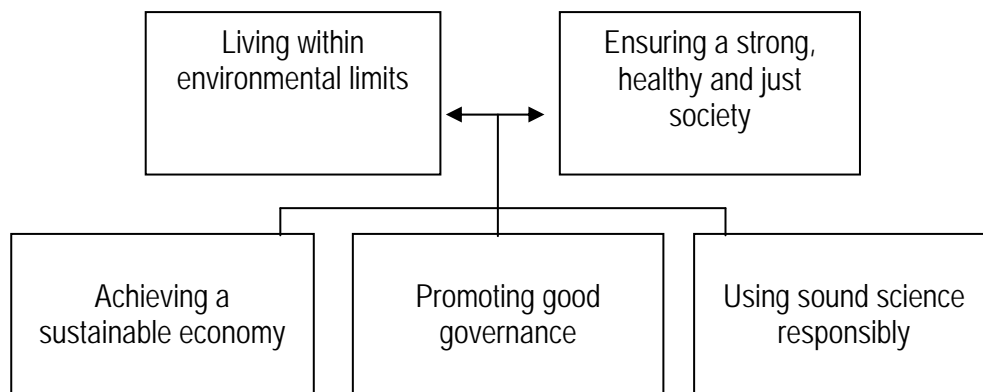 Living within
environmental limits
Ensuring a strong,
healthy and just
society
Achieving a
sustainable economy
Promoting good
governance
Using sound science
responsibly